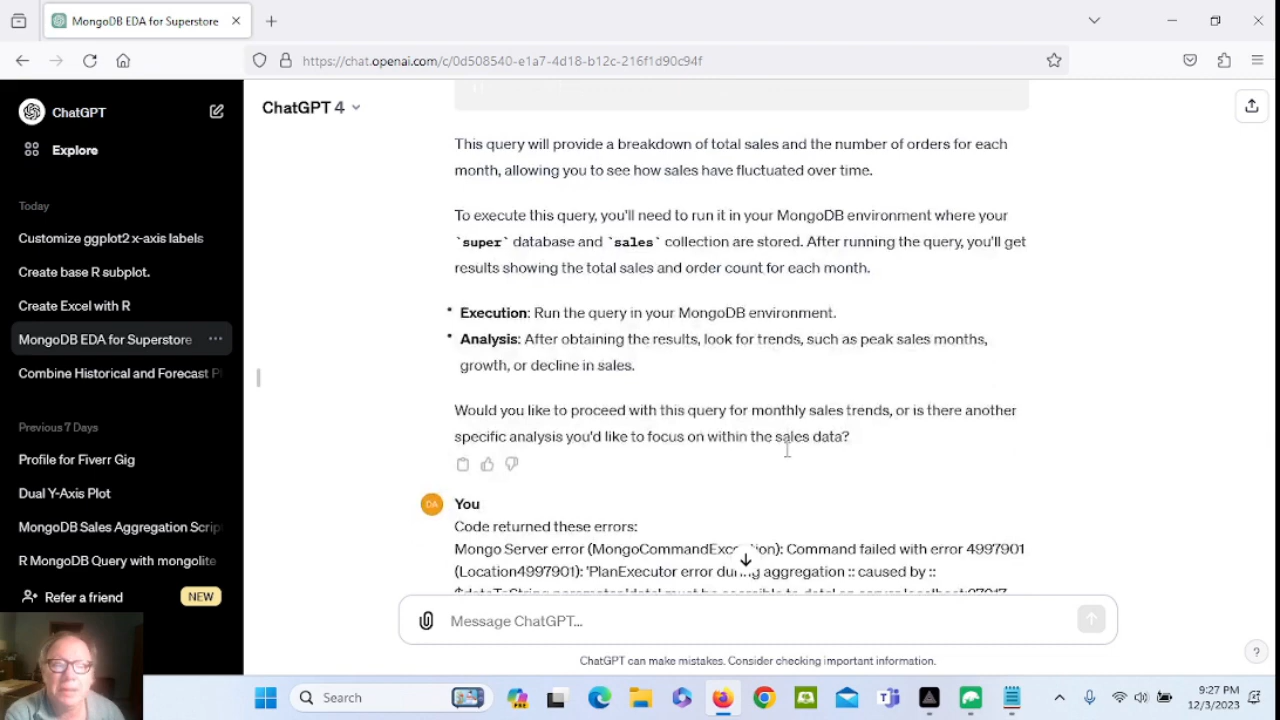 MongoDB EDA for Superstore
https://chat.openai.com/c/0d508540-e1a7-4d18-b12c-216f1d90c94f
ChatGPT
Explore
Today
Customize ggplot2 x-axis labels
Create base R subplot.
Create Excel with R
MongoDB EDA for Superstore
Combine Historical and Forecast P
Previous 7 Days
Profile for Fiverr Gig
Dual Y-Axis Plot
MongoDB Sales Aggregation Scrip
R MongoDB Query with mongolite
Refer a friend NEW
ChatGPT 4
This query will provide a breakdown of total sales and the number of orders for each
month, allowing you to see how sales have fluctuated over time.
To execute this query, you'll need to run it in your MongoDB environment where your
`super` database and `sales` collection are stored. After running the query, you'll get
results showing the total sales and order count for each month.
• Execution: Run the query in your MongoDB environment.
• Analysis: After obtaining the results, look for trends, such as peak sales months,
growth, or decline in sales.
Would you like to proceed with this query for monthly sales trends, or is there another
specific analysis you'd like to focus on within the sales data?
DA
You
Code returned these errors:
Mongo Server error (MongoCommandException): Command failed with error 4997901
(Location4997901): 'PlanExecutor error during aggregation :: caused by ::
Message ChatGPT...
ChatGPT can make mistakes. Consider checking important information.
?
Search
9:27 PM
12/3/2023